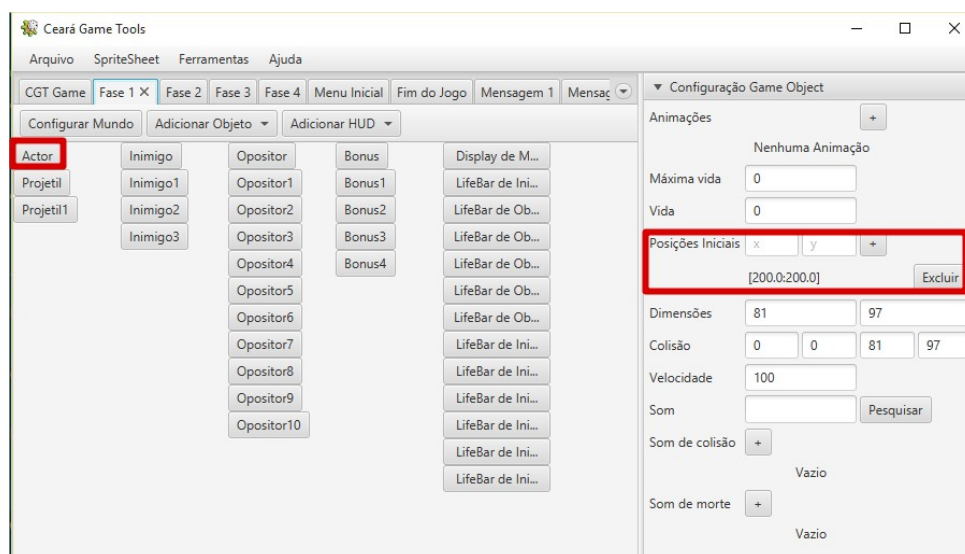 Ceará Game Tools
Arquivo SpriteSheet Ferramentas Ajuda
CGT Game Fase 1 X Fase 2 Fase 3 Fase 4 Menu Inicial Fim do Jogo Mensagem 1 Mensaç
Configurar Mundo Adicionar Objeto Adicionar HUD
Actor Inimigo Opositor Bonus Display de M...
Projetil Inimigo1 Opositor1 Bonus1 LifeBar de Ini...
Projetil1 Inimigo2 Opositor2 Bonus2 LifeBar de Ob...
Inimigo3 Opositor3 Bonus3 LifeBar de Ob...
Opositor4 Bonus4 LifeBar de Ob...
Opositor5 LifeBar de Ob...
Opositor6 LifeBar de Ob...
Opositor7 LifeBar de Ini...
Opositor8 LifeBar de Ini...
Opositor9 LifeBar de Ini...
Opositor10 LifeBar de Ini...
LifeBar de Ini...
LifeBar de Ini...
Configuração Game Object
Animações +
Nenhuma Animação
Máxima vida 0
Vida 0
Posições Iniciais x y +
[200.0:200.0] Excluir
Dimensões 81 97
Colisão 0 0 81 97
Velocidade 100
Som Pesquisar
Som de colisão +
Vazio
Som de morte +
Vazio